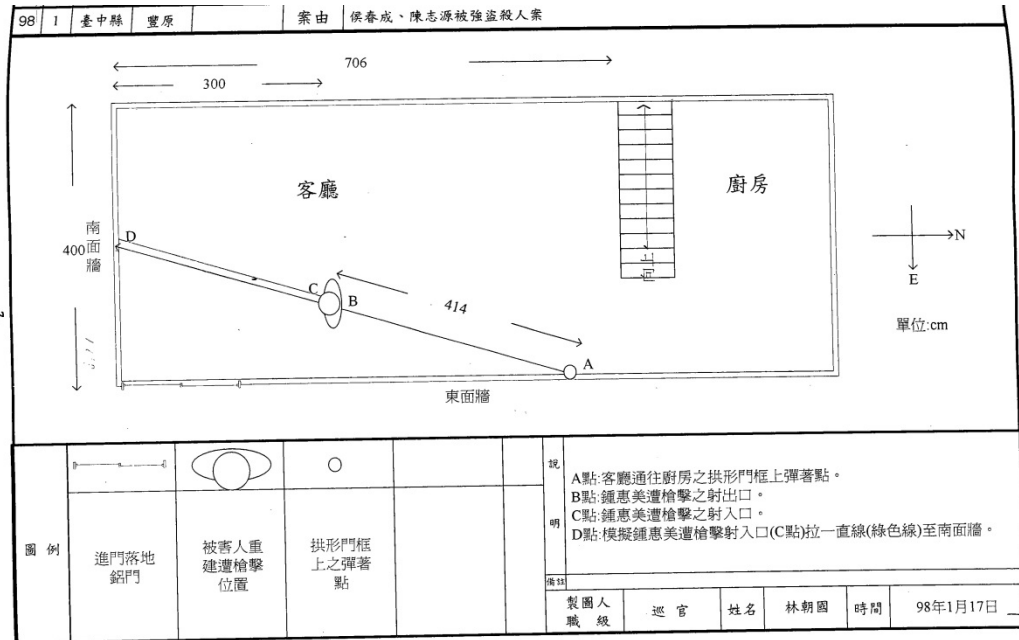 98 1 臺中縣 豐原 案由 侯春成、陳志源被強盜殺人案
706
300
客廳
廚房
南面牆
400
D
C
B
414
A
向上
N
E
單位:cm
東面牆
圖例
進門落地鋁門
被害人重建遭槍擊位置
拱形門框上之彈著點
說明
A點:客廳通往廚房之拱形門框上彈著點。
B點:鍾惠美遭槍擊之射出口。
C點:鍾惠美遭槍擊之射入口。
D點:模擬鍾惠美遭槍擊射入口(C點)拉一直線(綠色線)至南面牆。
備註
製圖人職級 巡官 姓名 林朝國 時間 98年1月17日